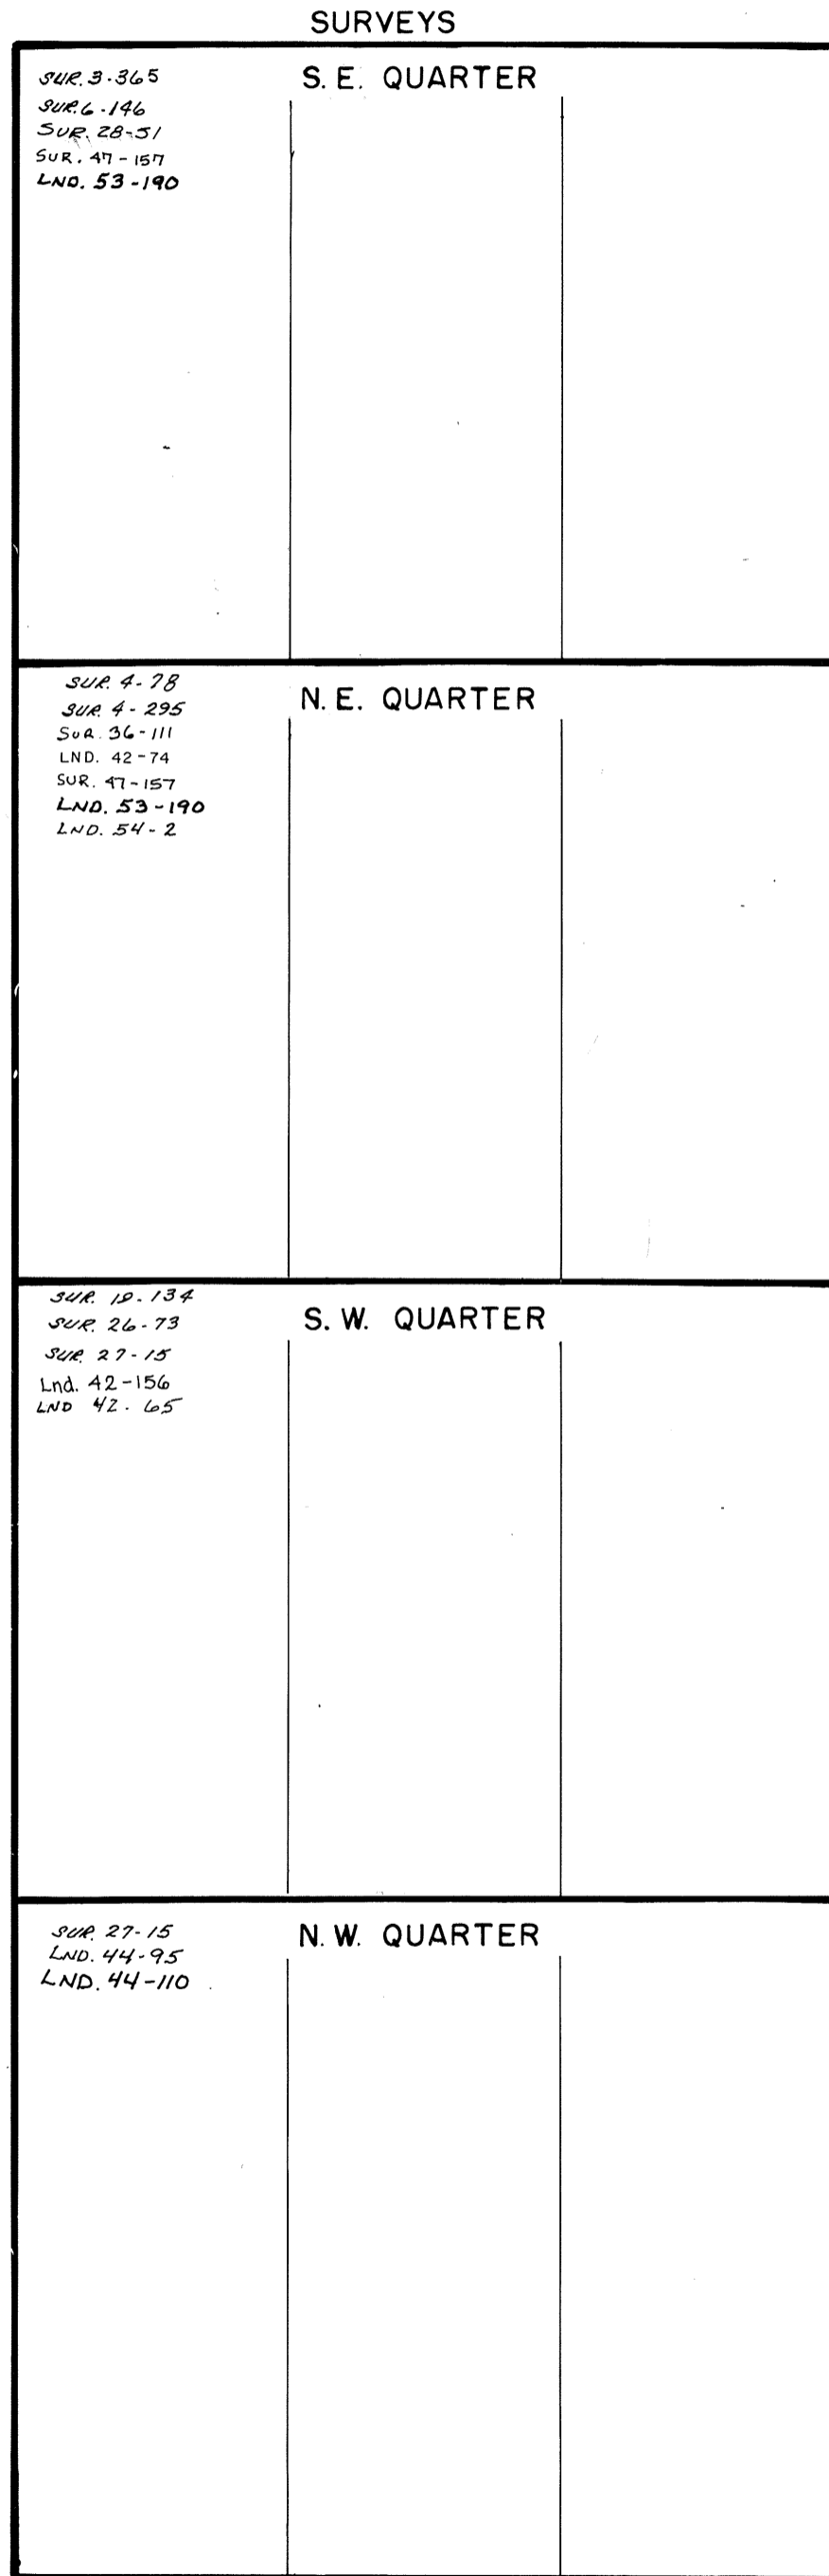 SURVEYS
S. E. QUARTER
SUR. 3-365
SUR. 6-146
SUR. 28-51
SUR. 47-157
LND. 53-190
N. E. QUARTER
SUR. 4-78
SUR. 4-295
SUR. 36-111
LND. 42-74
SUR. 47-157
LND. 53-190
LND. 54-2
S. W. QUARTER
SUR. 19-134
SUR. 26-73
SUR. 27-15
Lnd. 42-156
LND 42-65
N. W. QUARTER
SUR. 27-15
LND. 44-95
LND. 44-110